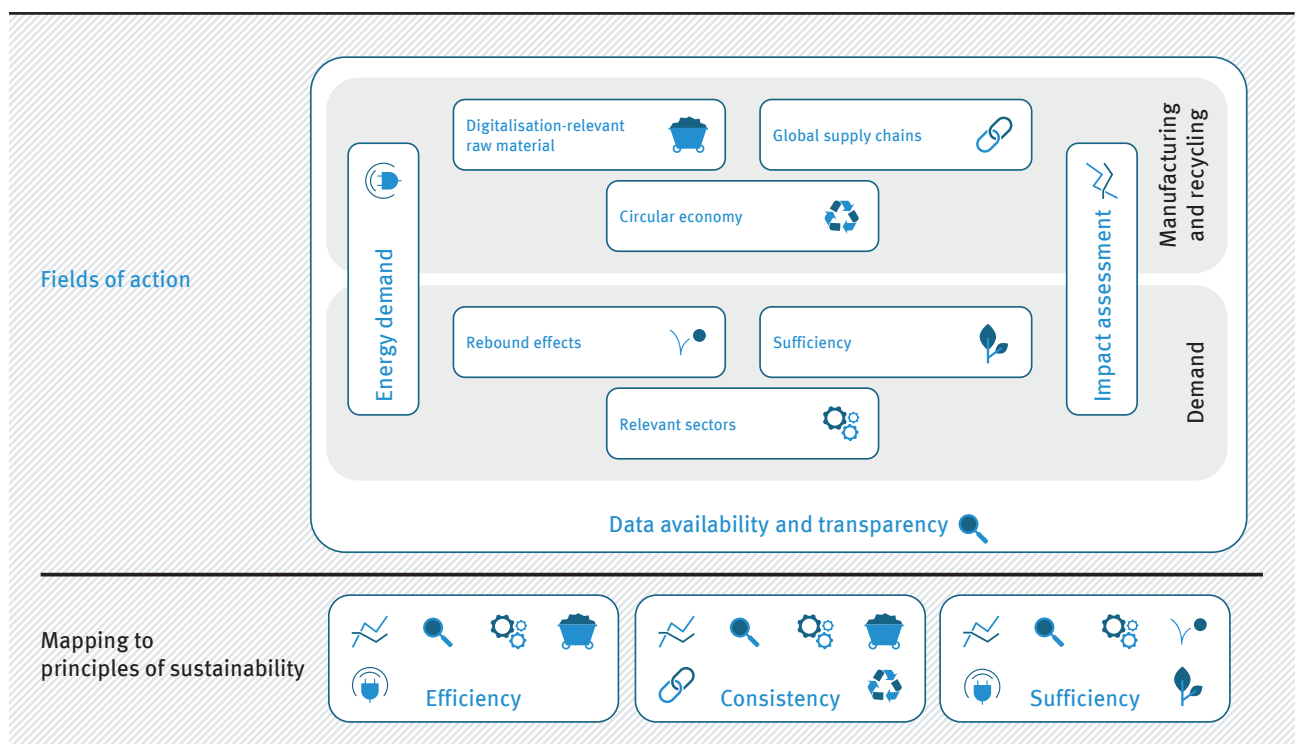 Fields of action
Digitalisation-relevant
raw material
Global supply chains
Circular economy
Manufacturing
and recycling
Energy demand
Impact assessment
Rebound effects
Sufficiency
Relevant sectors
Demand
Data availability and transparency
Mapping to
principles of sustainability
Efficiency
Consistency
Sufficiency